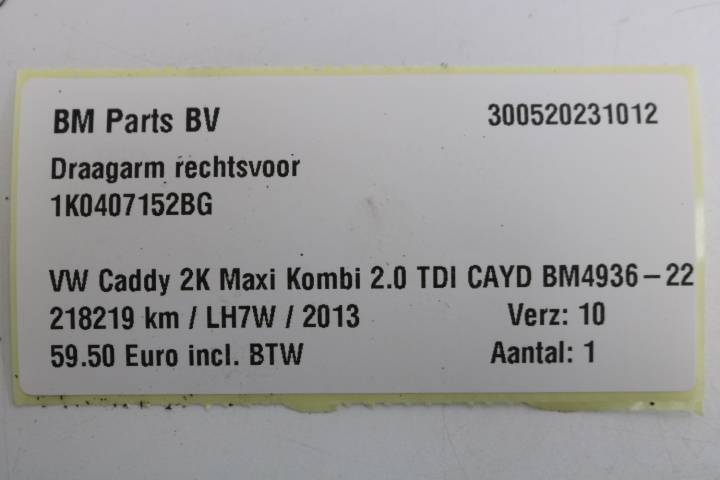 BM Parts BV 300520231012
Draagarm rechtsvoor
1K0407152BG
VW Caddy 2K Maxi Kombi 2.0 TDI CAYD BM4936-22
218219 km / LH7W / 2013 Verz: 10
59.50 Euro incl. BTW Aantal: 1